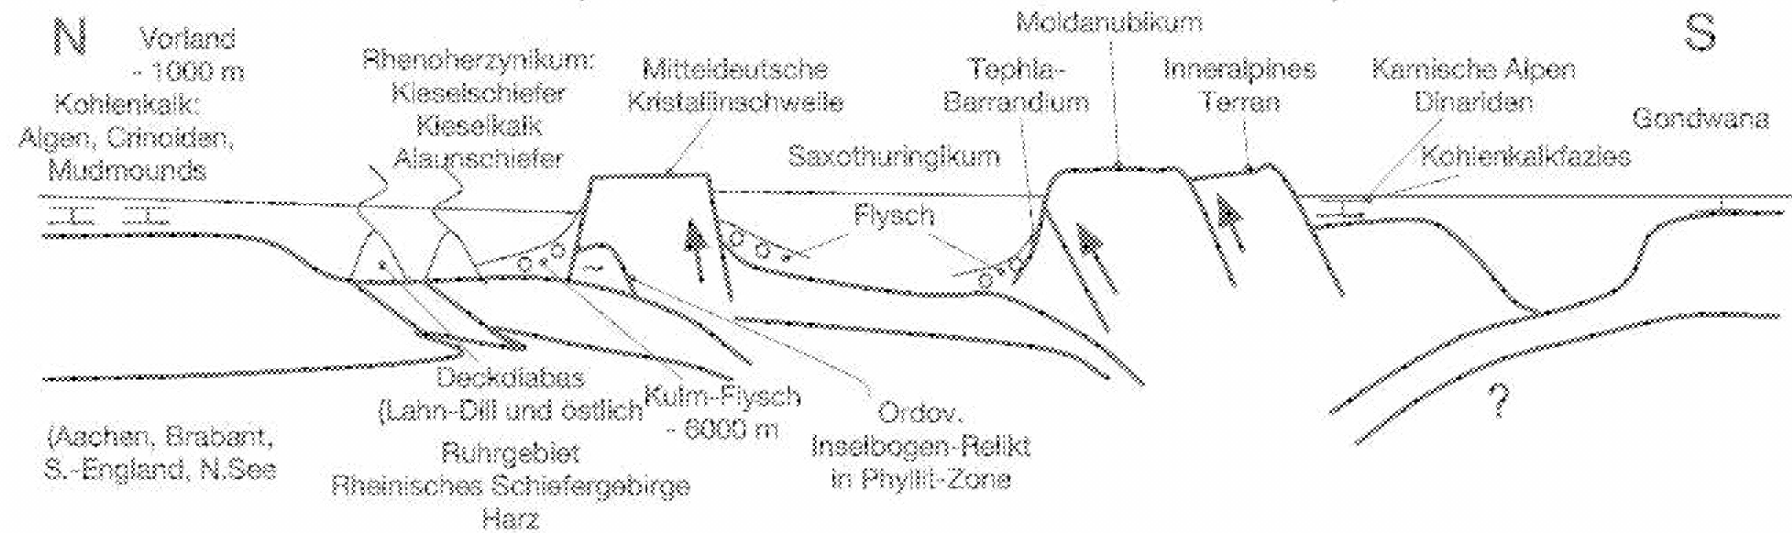 N
Vorland
- 1000 m
Kohlenkalk:
Algen, Crinoiden,
Mudmounds
Rhenoherzynikum:
Kieselschiefer
Kieselkalk
Alaunschiefer
Mitteldeutsche
Kristallinschwelle
Saxothuringikum
Flysch
Tephla-
Barrandium
Moldanubikum
Inneralpines
Terran
Karnische Alpen
Dinariden
Kohlenkalkfazies
S
Gondwana
(Aachen, Brabant,
S.-England, N.See
Deckdiabas
(Lahn-Dill und östlich
Ruhrgebiet
Rheinisches Schiefergebirge
Harz
Kulm-Flysch
- 6000 m
Ordov.
Inselbogen-Relikt
in Phyllit-Zone
?